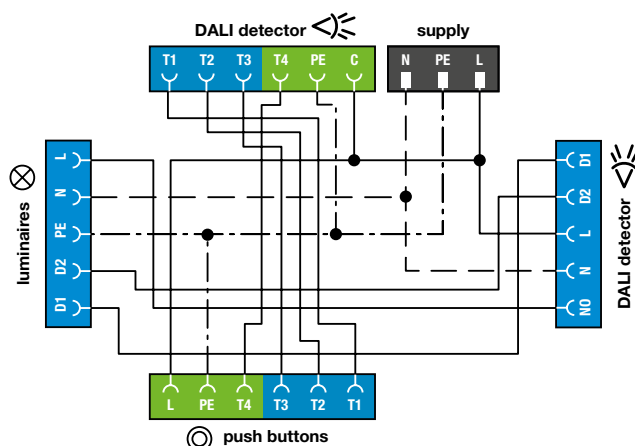 DALI detector
supply
T1 T2 T3 T4 PE C
N PE L
luminaires
L
N
PE
D2
D1
D1
D2
L
N
NO
DALI detector
L PE T4 T3 T2 T1
push buttons